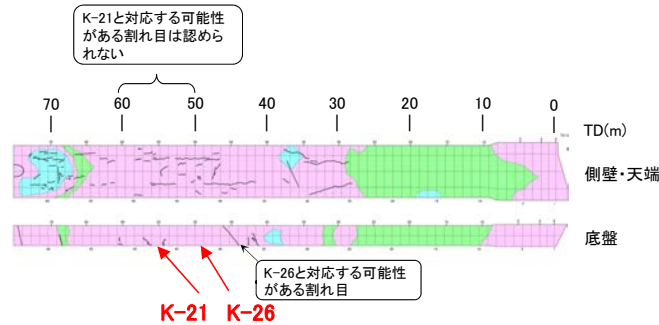 K-21と対応する可能性
がある割れ目は認めら
れない
70 60 50 40 30 20 10 0
TD(m)
側壁・天端
底盤
K-26と対応する可能性
がある割れ目
K-21 K-26